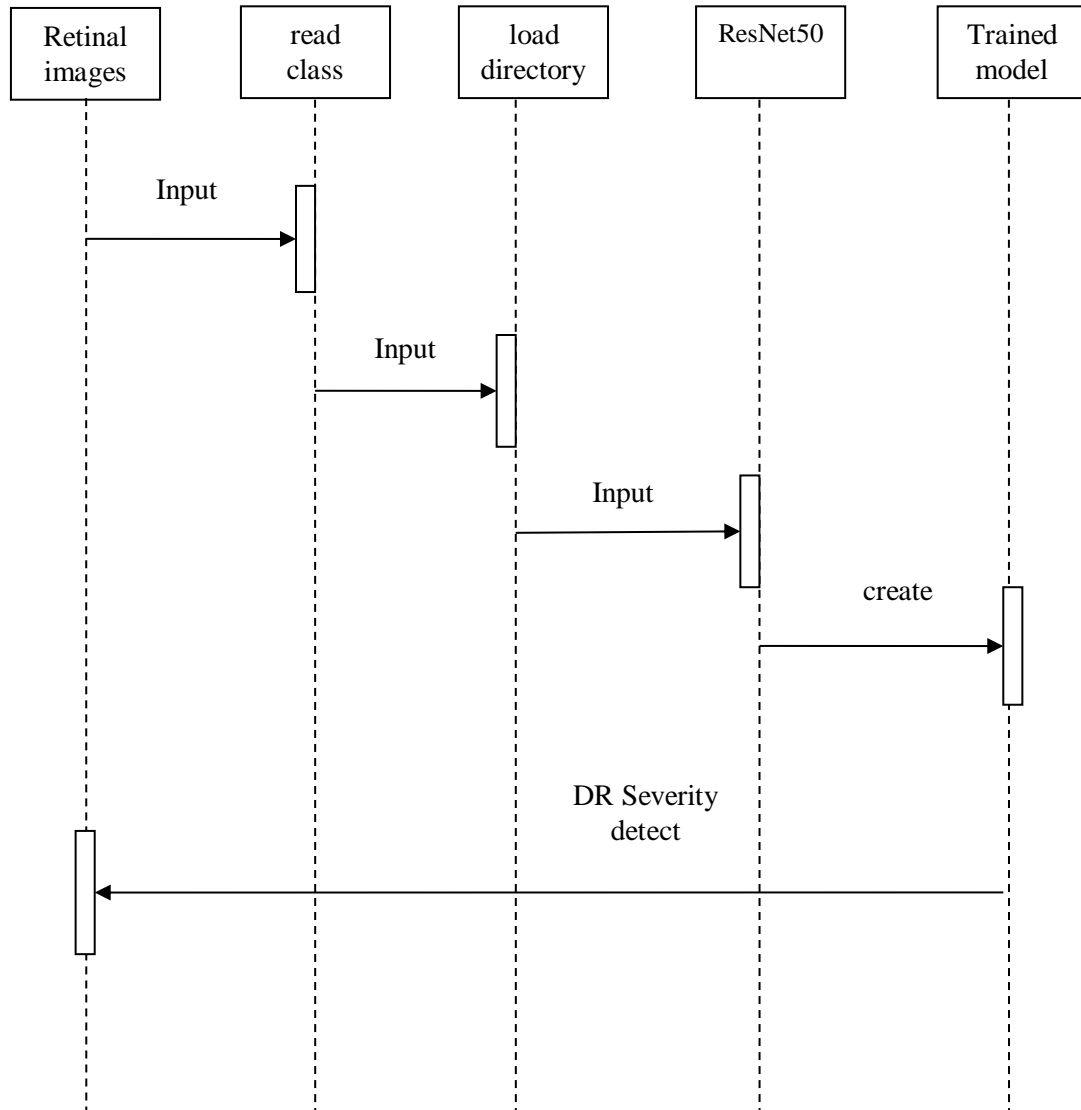 Retinal
images
read
class
load
directory
ResNet50
Trained
model
Input
Input
Input
create
DR Severity
detect